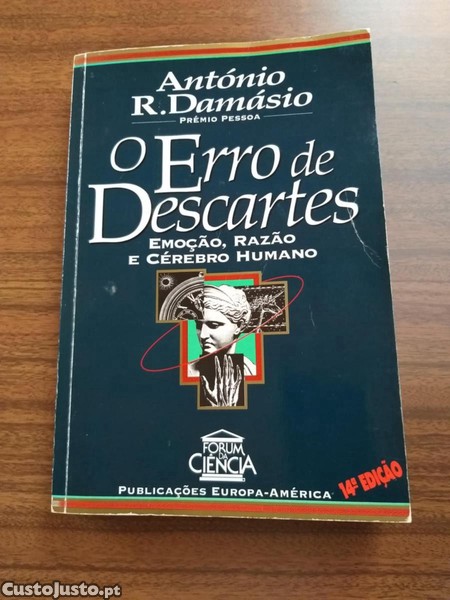 António
R. Damásio
PRÉMIO PESSOA
O Erro de
Descartes
EMOÇÃO, RAZÃO
E CÉREBRO HUMANO
FORUM
DA
CIÊNCIA
PUBLICAÇÕES EUROPA-AMÉRICA
14ª EDIÇÃO
CustoJusto.pt